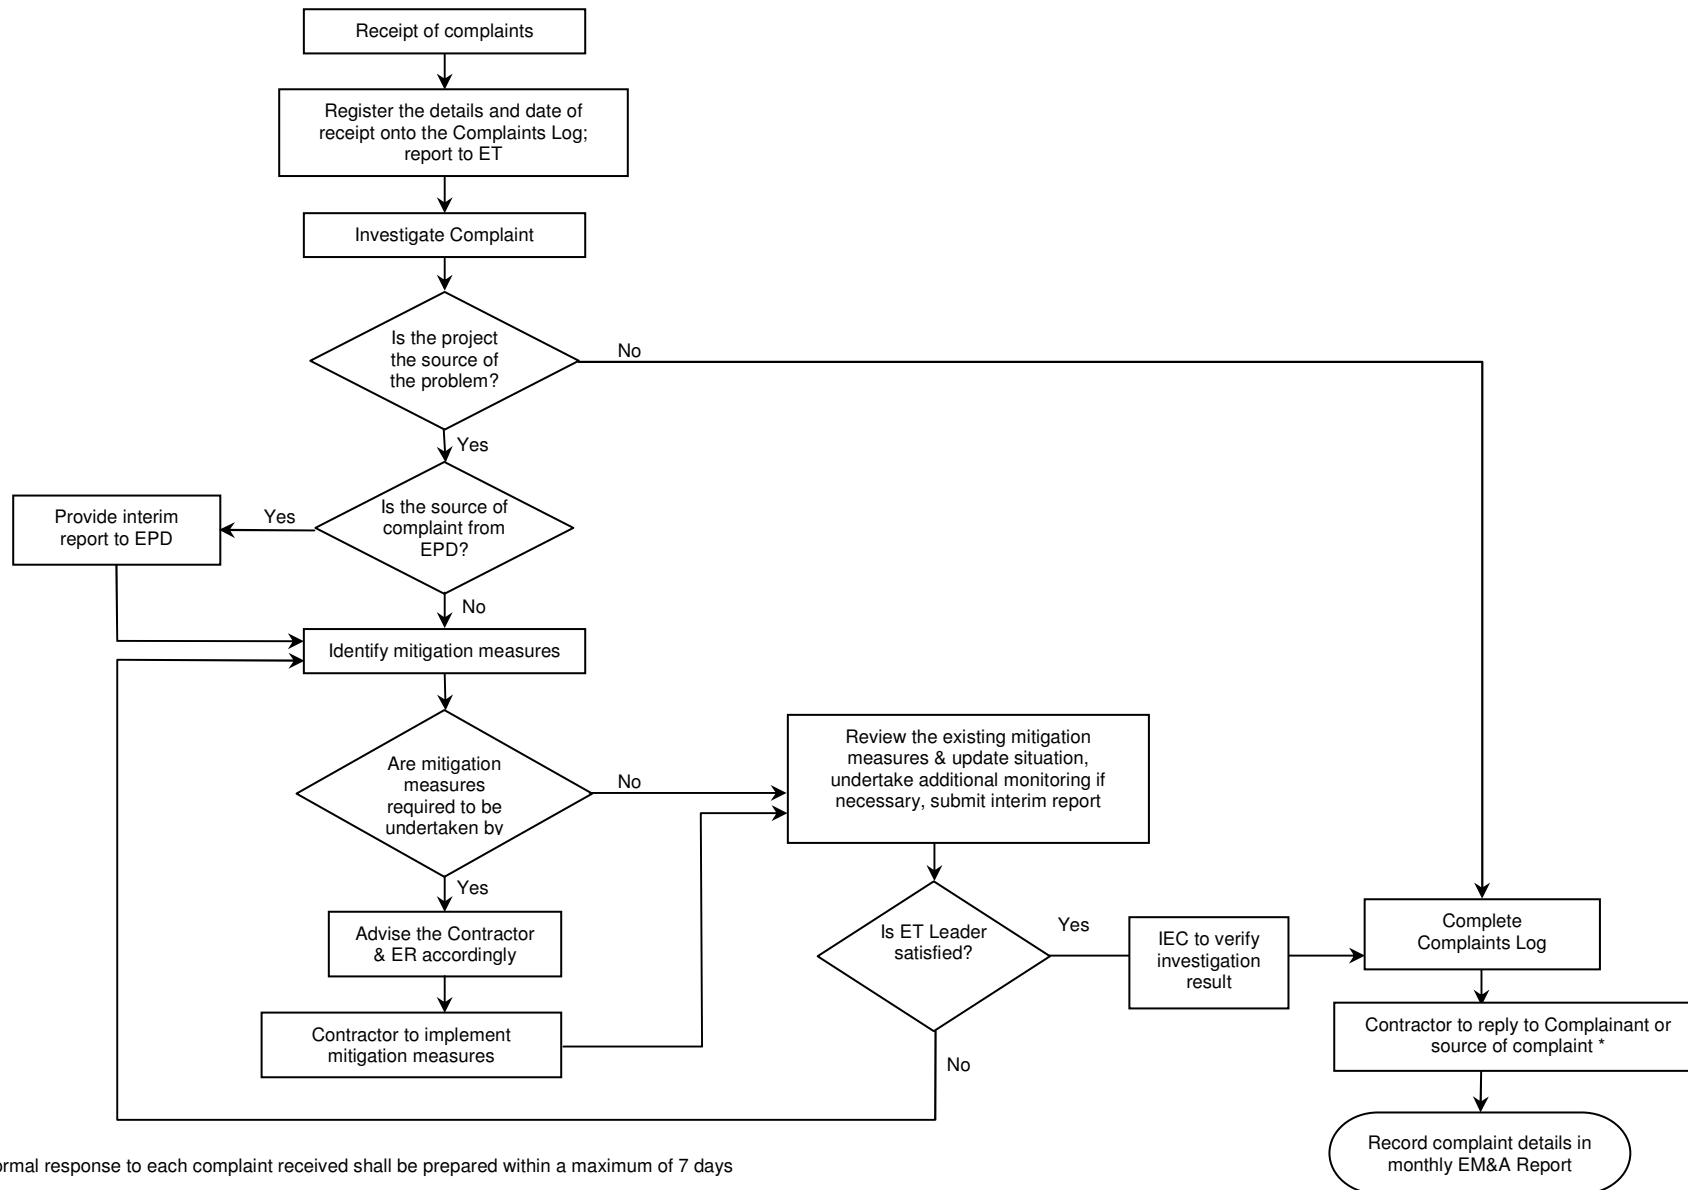 Receipt of complaints
Register the details and date of
receipt onto the Complaints Log;
report to ET
Investigate Complaint
Is the project
the source of
the problem?
No
Yes
Is the source of
complaint from
EPD?
Yes
Provide interim
report to EPD
No
Identify mitigation measures
Are mitigation
measures
required to be
undertaken by
No
Review the existing mitigation
measures & update situation,
undertake additional monitoring if
necessary, submit interim report
Yes
Advise the Contractor
& ER accordingly
Contractor to implement
mitigation measures
Is ET Leader
satisfied?
Yes
IEC to verify
investigation
result
No
Complete
Complaints Log
Contractor to reply to Complainant or
source of complaint *
Record complaint details in
monthly EM&A Report
response to each complaint received shall be prepared within a maximum of 7 days